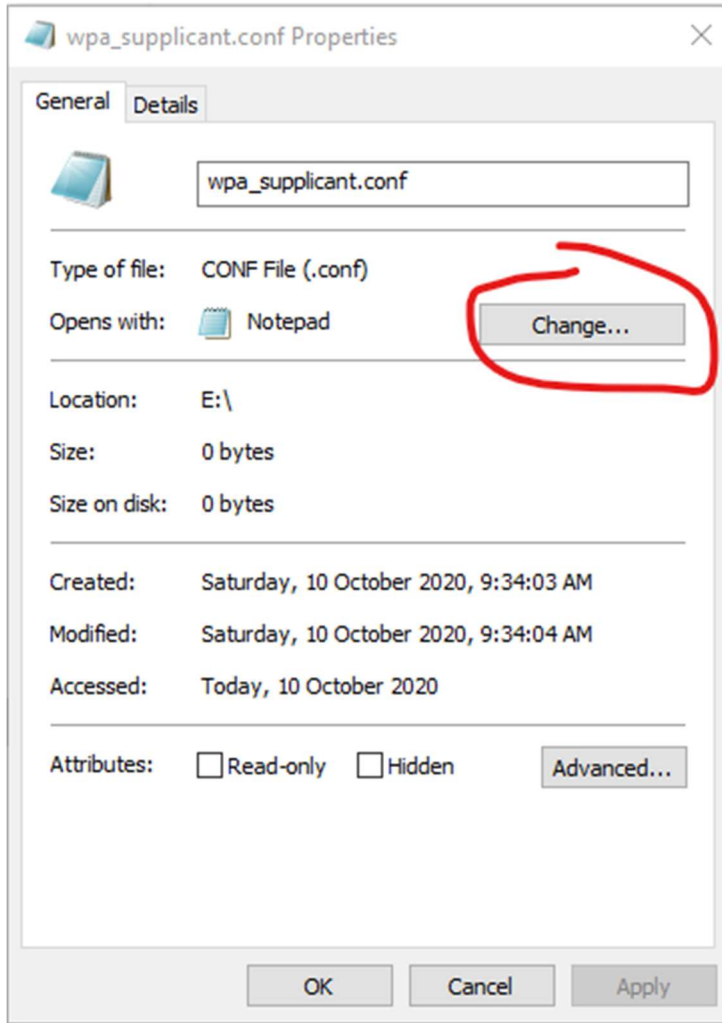 wpa_supplicant.conf Properties
General Details
wpa_supplicant.conf
Type of file: CONF File (.conf)
Opens with: Notepad Change...
Location: E:\
Size: 0 bytes
Size on disk: 0 bytes
Created: Saturday, 10 October 2020, 9:34:03 AM
Modified: Saturday, 10 October 2020, 9:34:04 AM
Accessed: Today, 10 October 2020
Attributes: Read-only Hidden Advanced...
OK Cancel Apply